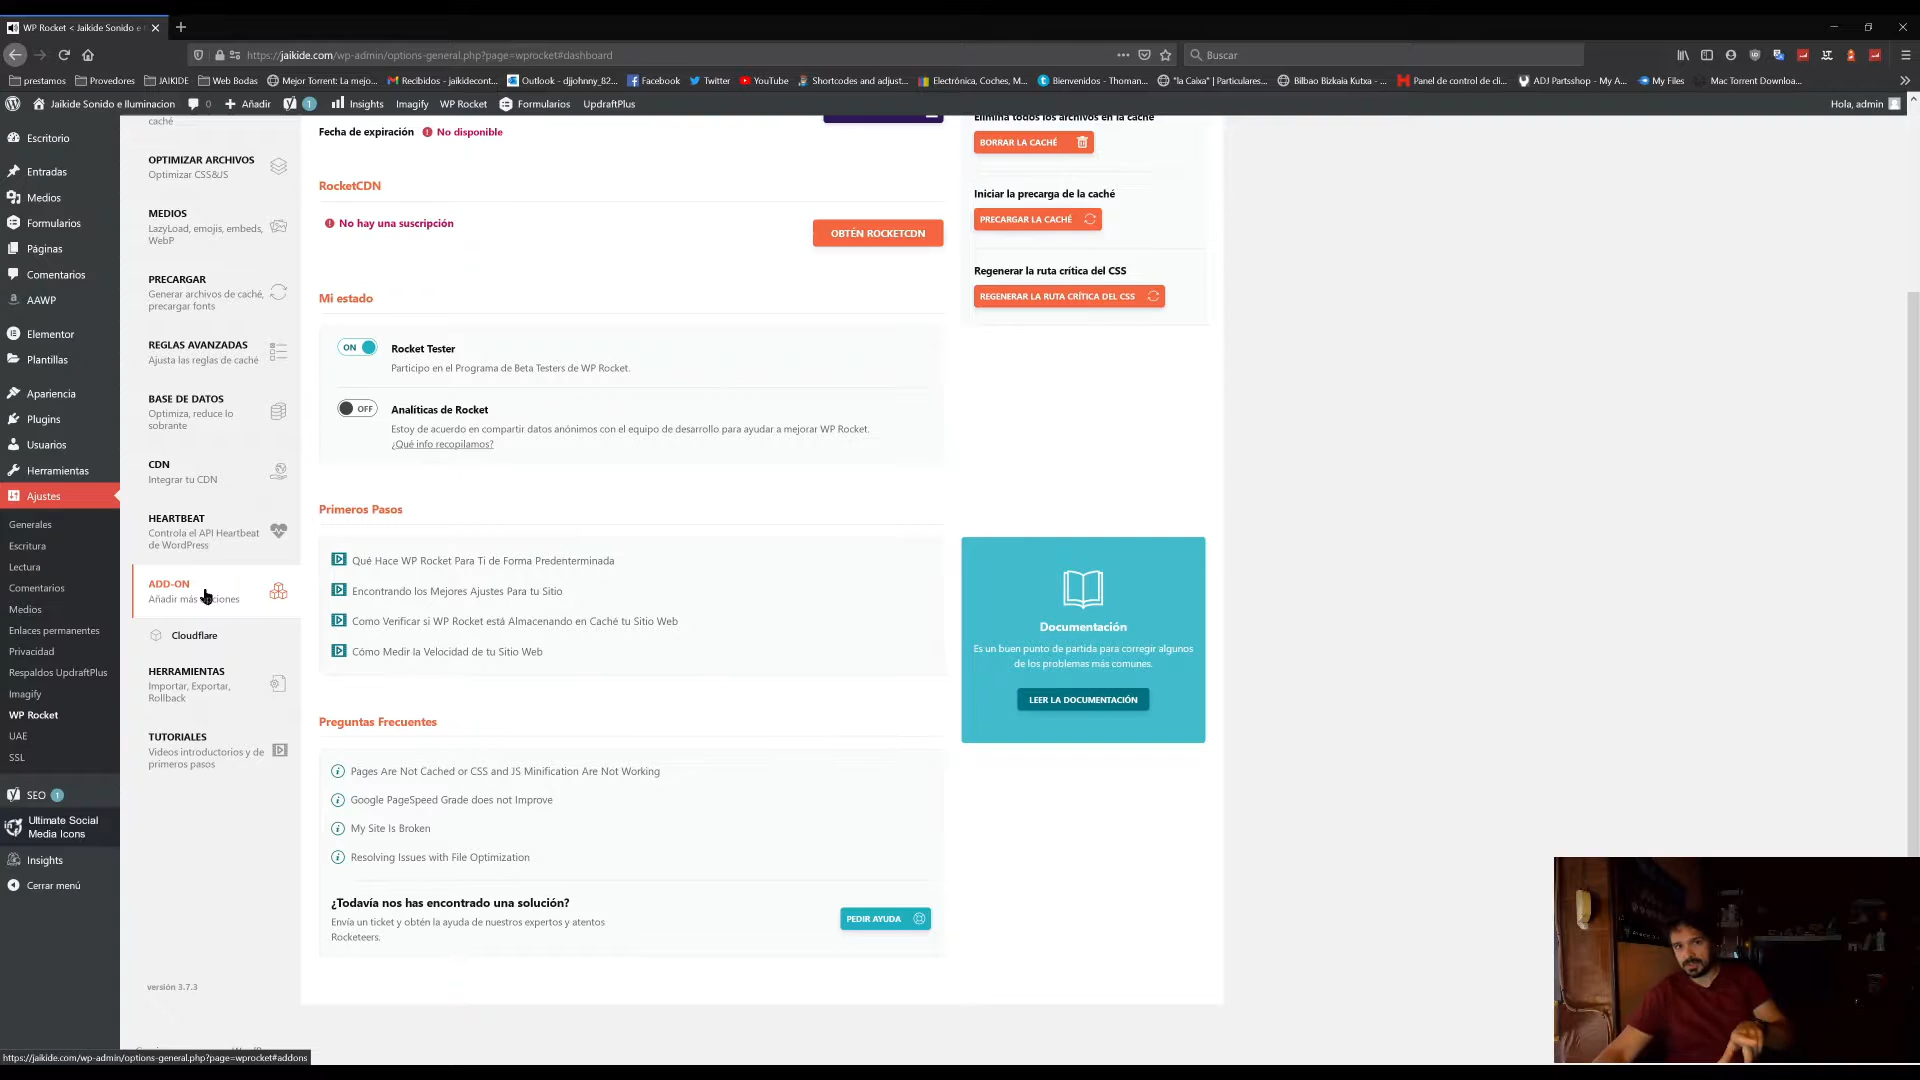 WP Rocket < Jaikide Sonido e I
https://jaikide.com/wp-admin/options-general.php?page=wprocket#dashboard
Buscar
prestamos
Provedores
JAIKIDE
Web Bodas
Mejor Torrent: La mejo...
Recibidos - jaikidecont...
Outlook - djjohnny_82...
Facebook
Twitter
YouTube
Shortcodes and adjust...
Electrónica, Coches, M...
Bienvenidos - Thoman...
"la Caixa" | Particulares...
Bilbao Bizkaia Kutxa - ...
Panel de control de cli...
ADJ Partsshop - My A...
My Files
Mac Torrent Downloa...
Jaikide Sonido e Iluminacion
0
Añadir
1
Insights
Imagify
WP Rocket
Formularios
UpdraftPlus
Hola, admin
Escritorio
Entradas
Medios
Formularios
Páginas
Comentarios
AAWP
Elementor
Plantillas
Apariencia
Plugins
Usuarios
Herramientas
Ajustes
Generales
Escritura
Lectura
Comentarios
Medios
Enlaces permanentes
Privacidad
Respaldos UpdraftPlus
Imagify
WP Rocket
UAE
SSL
SEO 1
Ultimate Social
Media Icons
Insights
Cerrar menú
caché
OPTIMIZAR ARCHIVOS
Optimizar CSS&JS
MEDIOS
LazyLoad, emojis, embeds,
WebP
PRECARGAR
Generar archivos de caché,
precargar fonts
REGLAS AVANZADAS
Ajusta las reglas de caché
BASE DE DATOS
Optimiza, reduce lo
sobrante
CDN
Integrar tu CDN
HEARTBEAT
Controla el API Heartbeat
de WordPress
ADD-ON
Añadir más
Cloudflare
HERRAMIENTAS
Importar, Exportar,
Rollback
TUTORIALES
Videos introductorios y de
primeros pasos
versión 3.7.3
Fecha de expiración
No disponible
RocketCDN
No hay una suscripción
OBTÉN ROCKETCDN
Mi estado
ON
Rocket Tester
Participo en el Programa de Beta Testers de WP Rocket.
OFF
Analíticas de Rocket
Estoy de acuerdo en compartir datos anónimos con el equipo de desarrollo para ayudar a mejorar WP Rocket.
¿Qué info recopilamos?
Primeros Pasos
Qué Hace WP Rocket Para Ti de Forma Predeterminada
Encontrando los Mejores Ajustes Para tu Sitio
Como Verificar si WP Rocket está Almacenando en Caché tu Sitio Web
Cómo Medir la Velocidad de tu Sitio Web
Preguntas Frecuentes
Pages Are Not Cached or CSS and JS Minification Are Not Working
Google PageSpeed Grade does not Improve
My Site Is Broken
Resolving Issues with File Optimization
¿Todavía nos has encontrado una solución?
Envía un ticket y obtén la ayuda de nuestros expertos y atentos
Rocketeers.
PEDIR AYUDA
Elimina todos los archivos en la caché
BORRAR LA CACHÉ
Iniciar la precarga de la caché
PRECARGAR LA CACHÉ
Regenerar la ruta crítica del CSS
REGENERAR LA RUTA CRÍTICA DEL CSS
Documentación
Es un buen punto de partida para corregir algunos
de los problemas más comunes.
LEER LA DOCUMENTACIÓN
https://jaikide.com/wp-admin/options-general.php?page=wprocket#addons